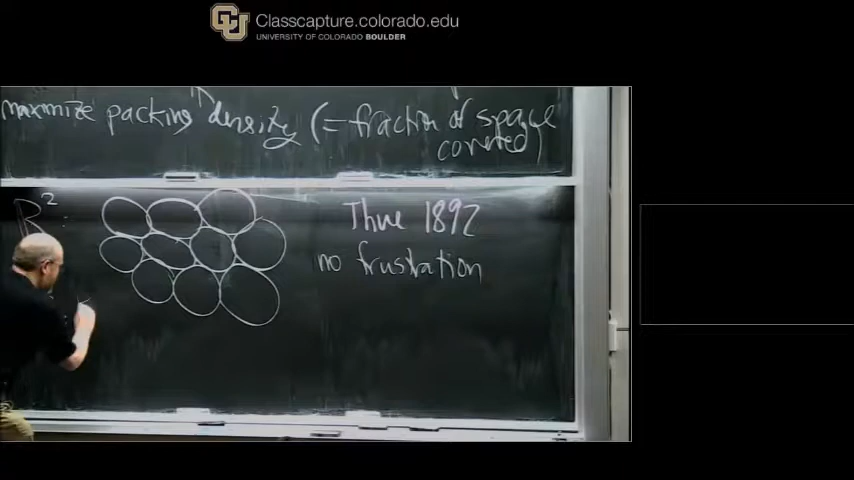 Classcapture.colorado.edu
UNIVERSITY OF COLORADO BOULDER
maximize packing density (= fraction of space
covered)
R²:
Thue 1892
no frustration